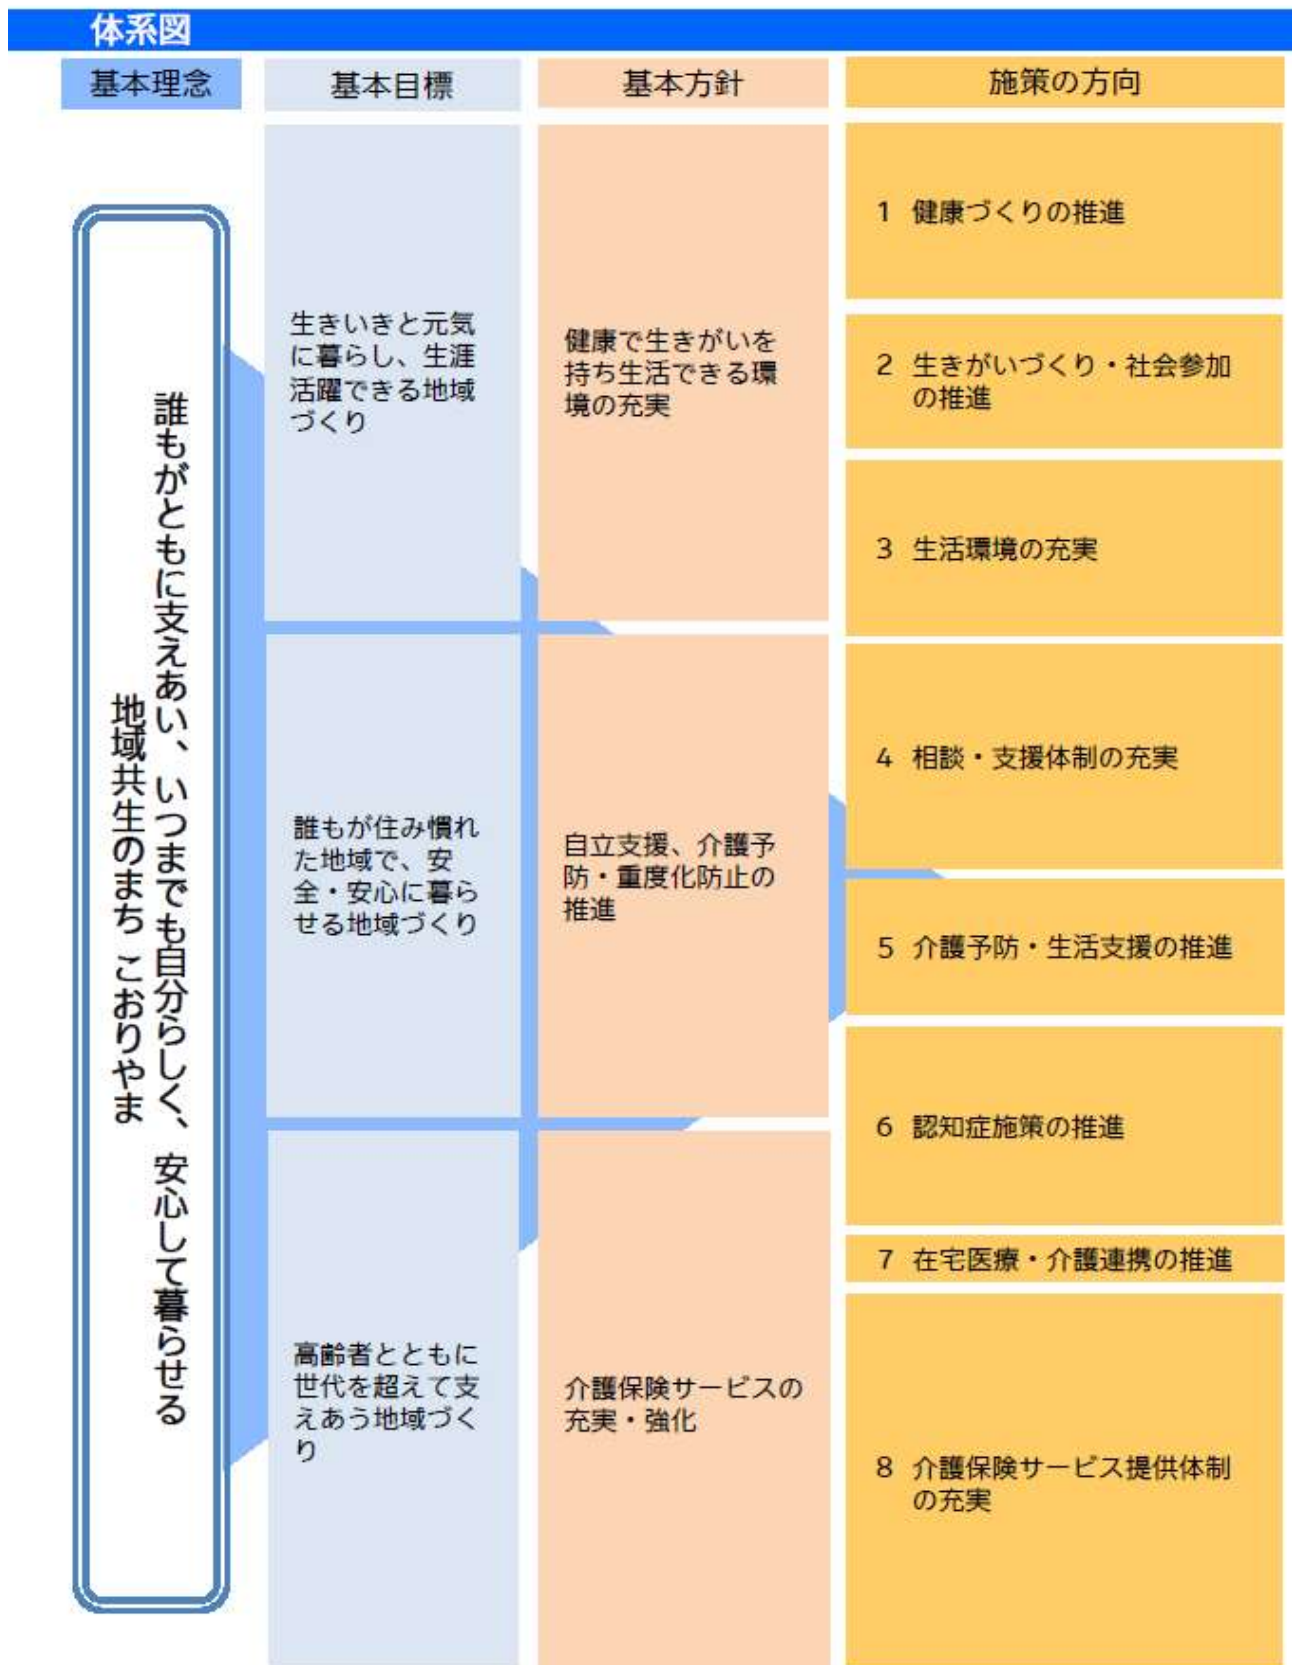 体系図
基本理念
基本目標
基本方針
施策の方向
誰もがともに支えあい、いつまでも自分らしく、安心して暮らせる
地域共生のまち こおりやま
生きいきと元気
に暮らし、生涯
活躍できる地域
づくり
誰もが住み慣れ
た地域で、安
全・安心に暮ら
せる地域づくり
高齢者とともに
世代を超えて支
えあう地域づく
り
健康で生きがいを
持ち生活できる環
境の充実
自立支援、介護予
防・重度化防止の
推進
介護保険サービスの
充実・強化
1 健康づくりの推進
2 生きがいづくり・社会参加
の推進
3 生活環境の充実
4 相談・支援体制の充実
5 介護予防・生活支援の推進
6 認知症施策の推進
7 在宅医療・介護連携の推進
8 介護保険サービス提供体制
の充実